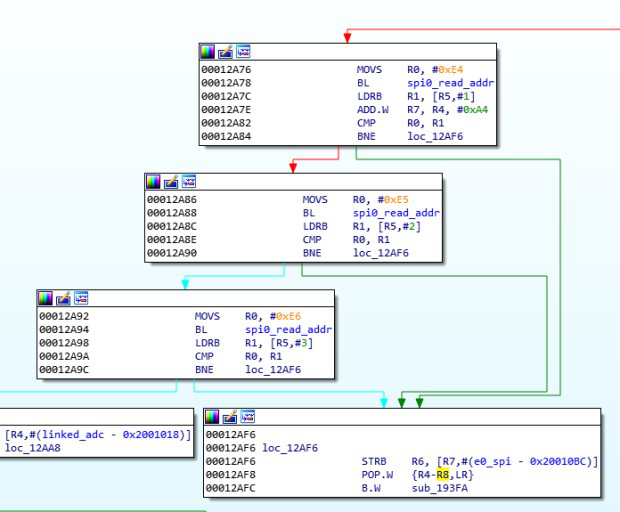 00012A76 MOVS R0, #0xE4
00012A78 BL spi0_read_addr
00012A7C LDRB R1, [R5,#1]
00012A7E ADD.W R7, R4, #0xA4
00012A82 CMP R0, R1
00012A84 BNE loc_12AF6
00012A86 MOVS R0, #0xE5
00012A88 BL spi0_read_addr
00012A8C LDRB R1, [R5,#2]
00012A8E CMP R0, R1
00012A90 BNE loc_12AF6
00012A92 MOVS R0, #0xE6
00012A94 BL spi0_read_addr
00012A98 LDRB R1, [R5,#3]
00012A9A CMP R0, R1
00012A9C BNE loc_12AF6
[R4,#(linked_adc - 0x2001018)]
loc_12AA8
00012AF6
00012AF6 loc_12AF6
00012AF6 STRB R6, [R7,#(e0_spi - 0x20010BC)]
00012AF8 POP.W {R4-R8,LR}
00012AFC B.W sub_193FA